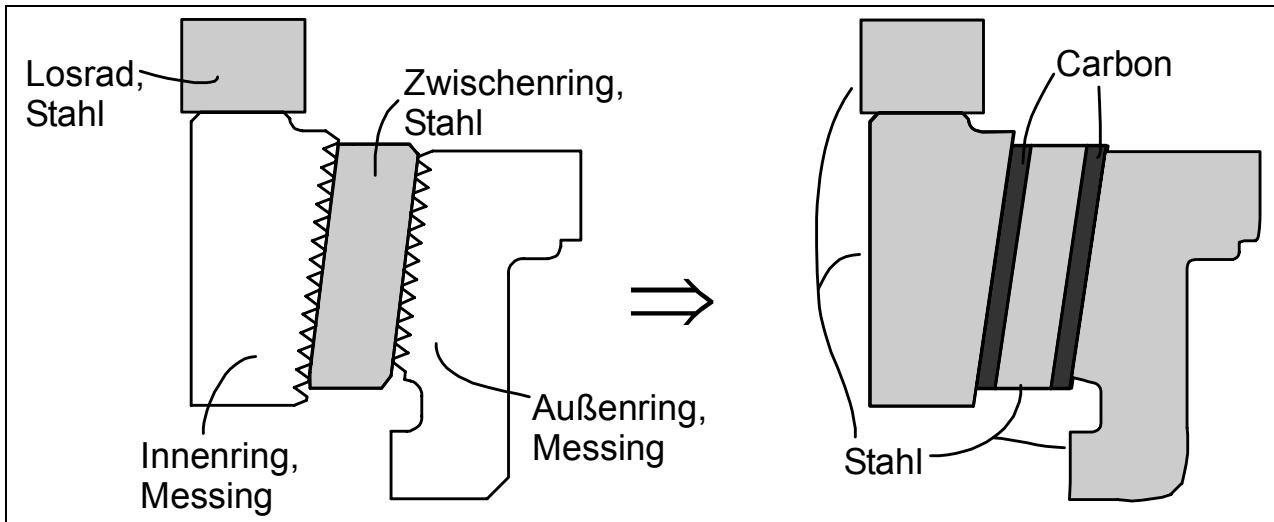 Losrad,
Stahl
Zwischenring,
Stahl
Innenring,
Messing
Außenring,
Messing
Carbon
Stahl